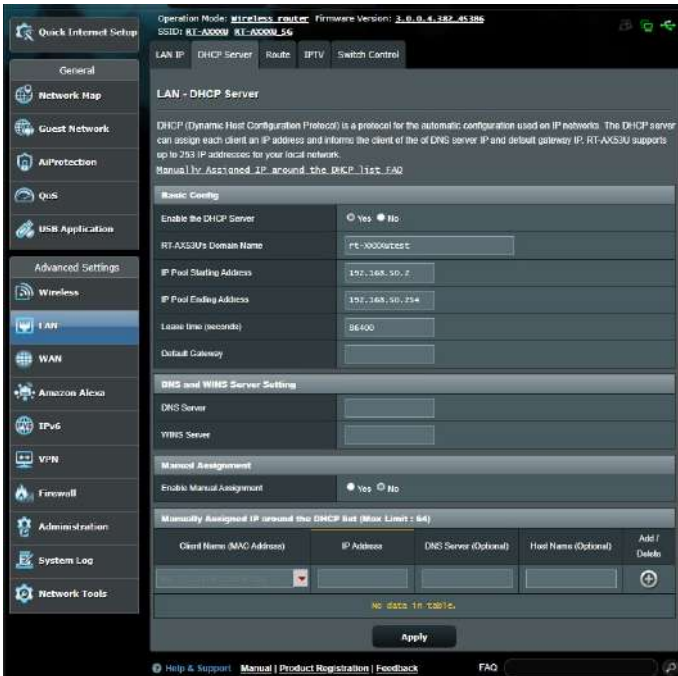 Quick Internet Setup
General
Network Map
Guest Network
AiProtection
QoS
USB Application
Advanced Settings
Wireless
LAN
WAN
Amazon Alexa
IPv6
VPN
Firewall
Administration
System Log
Network Tools
Operation Mode: Wireless router Firmware Version: 3.0.0.4.382_45386
SSID: RT-AXXXU RT-AXXXU_5G
LAN IP DHCP Server Route IPTV Switch Control
LAN - DHCP Server
DHCP (Dynamic Host Configuration Protocol) is a protocol for the automatic configuration used on IP networks. The DHCP server
can assign each client an IP address and informs the client of the of DNS server IP and default gateway IP. RT-AX53U supports
up to 253 IP addresses for your local network.
Manually Assigned IP around the DHCP list FAQ
Basic Config
Enable the DHCP Server Yes No
RT-AX53U's Domain Name rt-XXXXutest
IP Pool Starting Address 192.168.50.2
IP Pool Ending Address 192.168.50.254
Lease time (seconds) 86400
Default Gateway
DNS and WINS Server Setting
DNS Server
WINS Server
Manual Assignment
Enable Manual Assignment Yes No
Manually Assigned IP around the DHCP list (Max Limit : 64)
Client Name (MAC Address) IP Address DNS Server (Optional) Host Name (Optional) Add / Delete
No data in table.
Apply
Help & Support Manual | Product Registration | Feedback FAQ